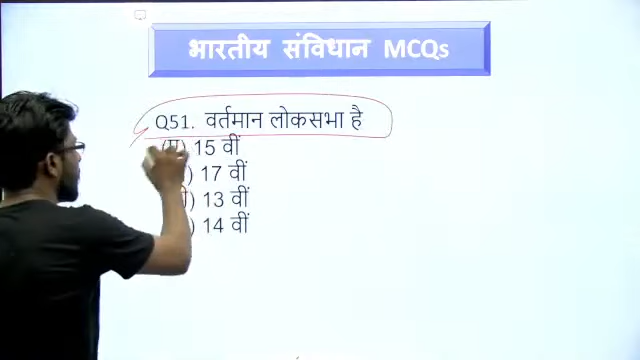 भारतीय संविधान MCQs
Q51. वर्तमान लोकसभा है
15 वीं
) 17 वीं
) 13 वीं
) 14 वीं